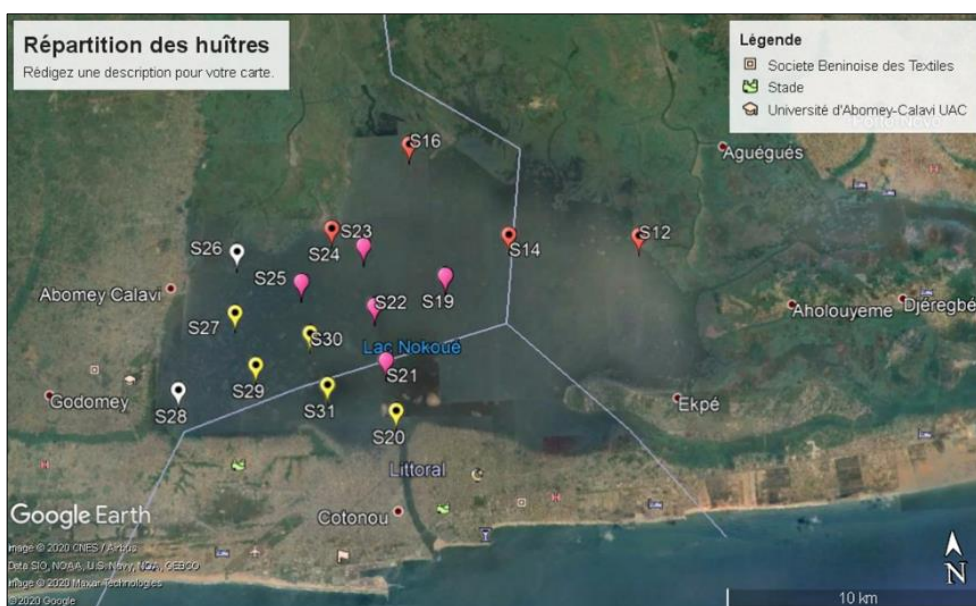 Répartition des huîtres
Rédigez une description pour votre carte.
Légende
Societe Beninoise des Textiles
Stade
Université d'Abomey-Calavi UAC
S16
Aguégués
S23
S24
S14
S12
S26
S25
S22
S19
Abomey Calavi
Aholouyeme
Djéregbé
S27
S30
Lac Nokoué
S21
S29
S31
S28
Godomey
Ekpé
S20
Littoral
Cotonou
Google Earth
Image © 2020 CNES / Airbus
Data SIO, NOAA, U.S. Navy, NGA, GEBCO
Image © 2020 Maxar Technologies
© 2020 Google
10 km
N